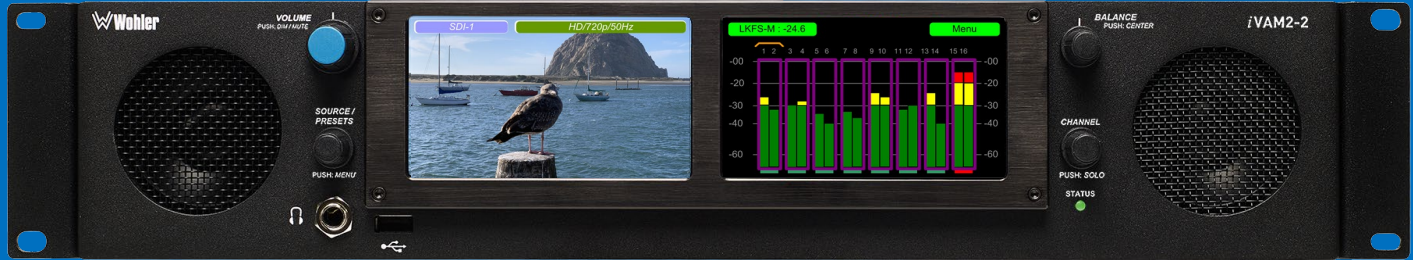 Wohler
VOLUME
PUSH: DIM / MUTE
SOURCE /
PRESETS
PUSH: MENU
SDI-1
HD/720p/50Hz
LKFS-M : -24.6
Menu
1 2 3 4 5 6 7 8 9 10 11 12 13 14 15 16
-00 -00
-20 -20
-30 -30
-40 -40
-60 -60
BALANCE
PUSH: CENTER
iVAM2-2
CHANNEL
PUSH: SOLO
STATUS